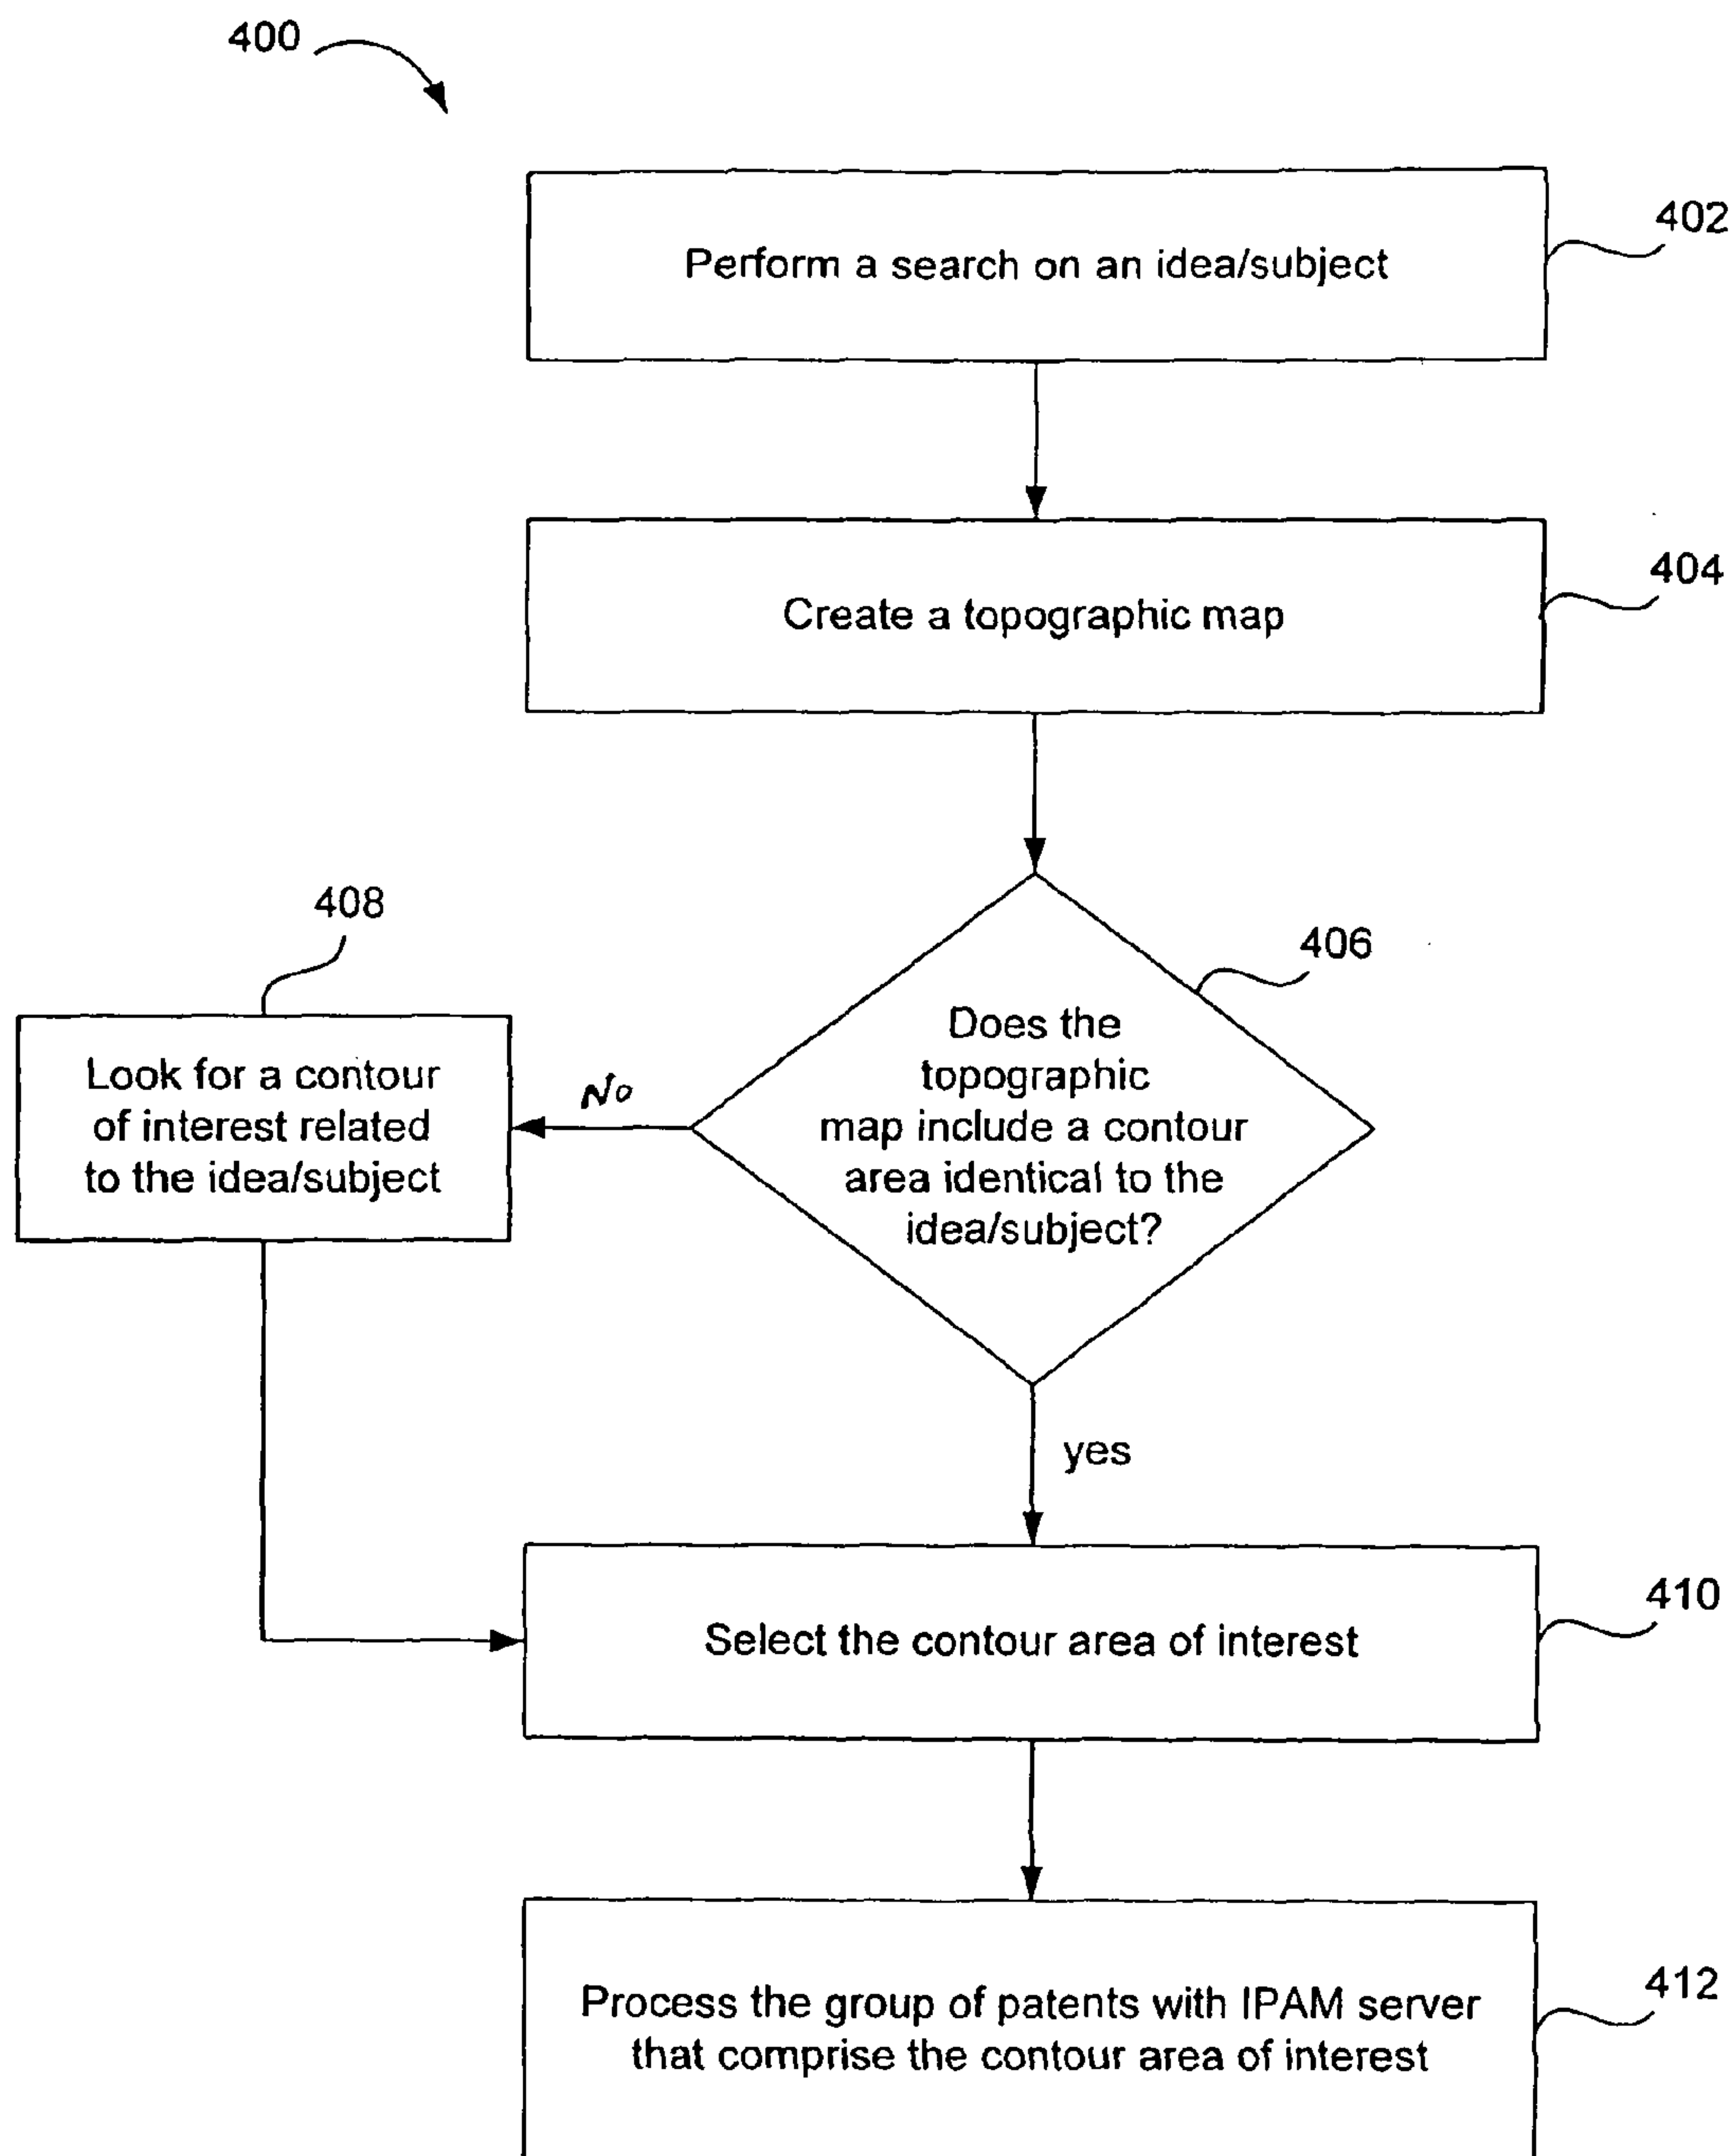 400
Perform a search on an idea/subject
402
Create a topographic map
404
408
406
Look for a contour
of interest related
to the idea/subject
No
Does the
topographic
map include a contour
area identical to the
idea/subject?
yes
Select the contour area of interest
410
Process the group of patents with IPAM server
that comprise the contour area of interest
412